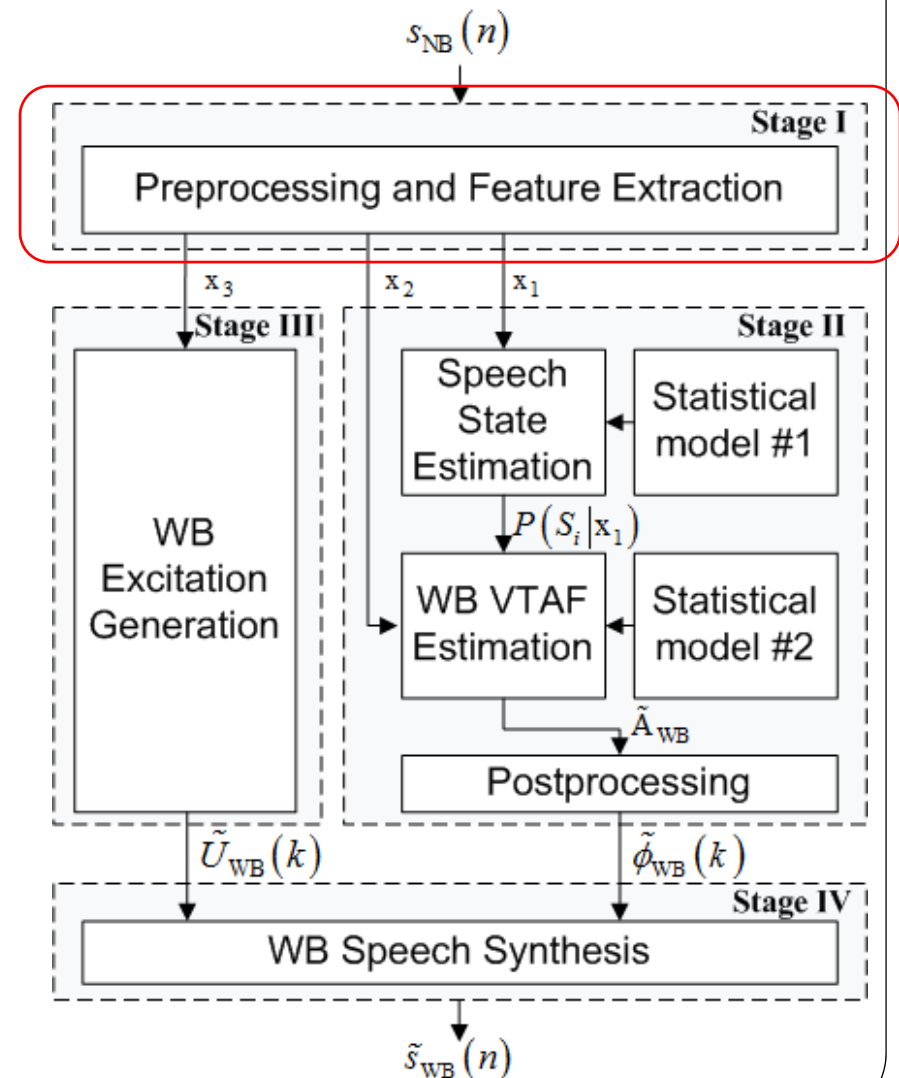 s_NB(n)
Stage I
Preprocessing and Feature Extraction
x_3
x_2
x_1
Stage III
Stage II
WB
Excitation
Generation
Speech
State
Estimation
Statistical
model #1
P(S_i|x_1)
WB VTAF
Estimation
Statistical
model #2
Ã_WB
Postprocessing
Ũ_WB(k)
ϕ̃_WB(k)
Stage IV
WB Speech Synthesis
s̃_WB(n)